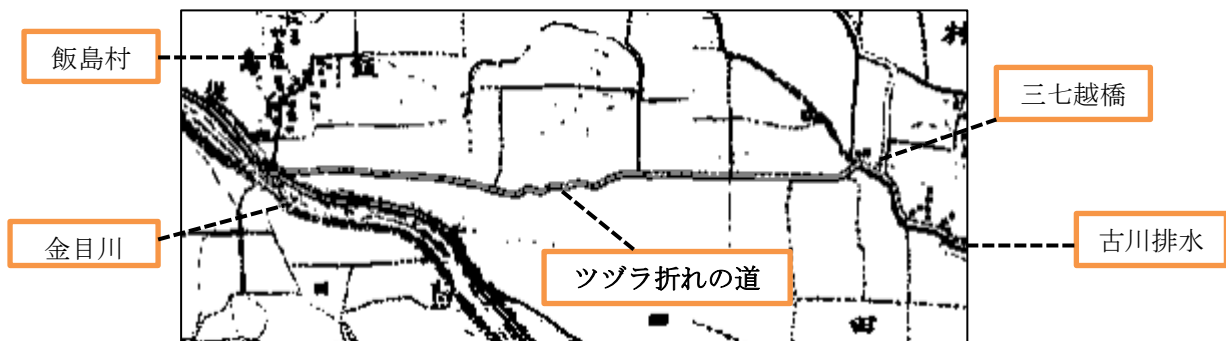 飯島村
三七越橋
金目川
ツヅラ折れの道
古川排水